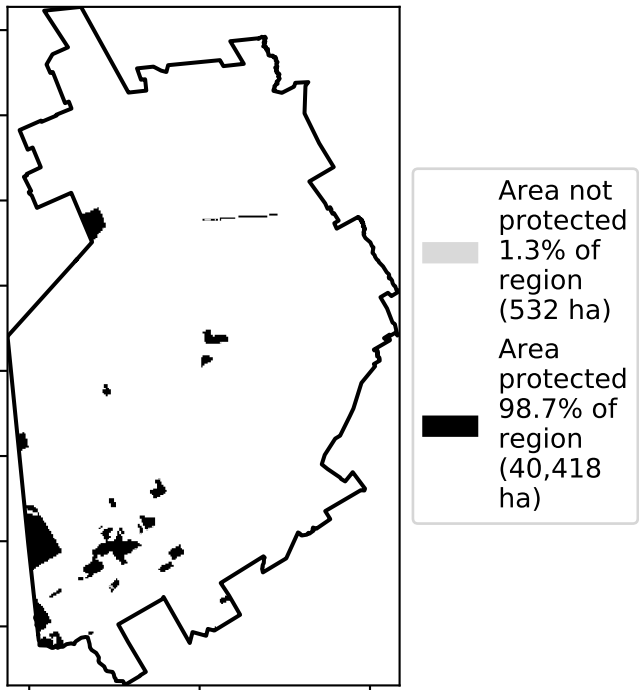 Area not
protected
1.3% of
region
(532 ha)
Area
protected
98.7% of
region
(40,418
ha)